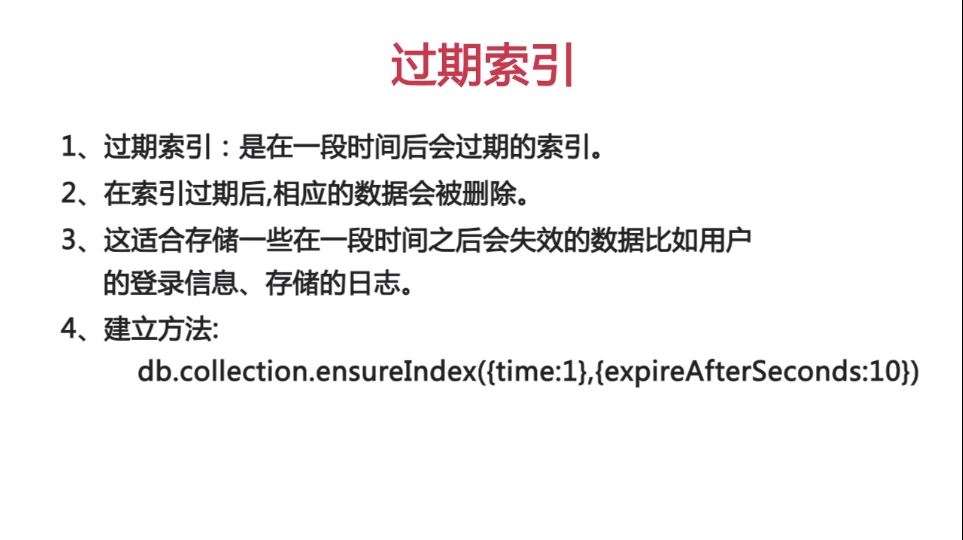 过期索引
1、过期索引：是在一段时间后会过期的索引。
2、在索引过期后,相应的数据会被删除。
3、这适合存储一些在一段时间之后会失效的数据比如用户
的登录信息、存储的日志。
4、建立方法:
db.collection.ensureIndex({time:1},{expireAfterSeconds:10})